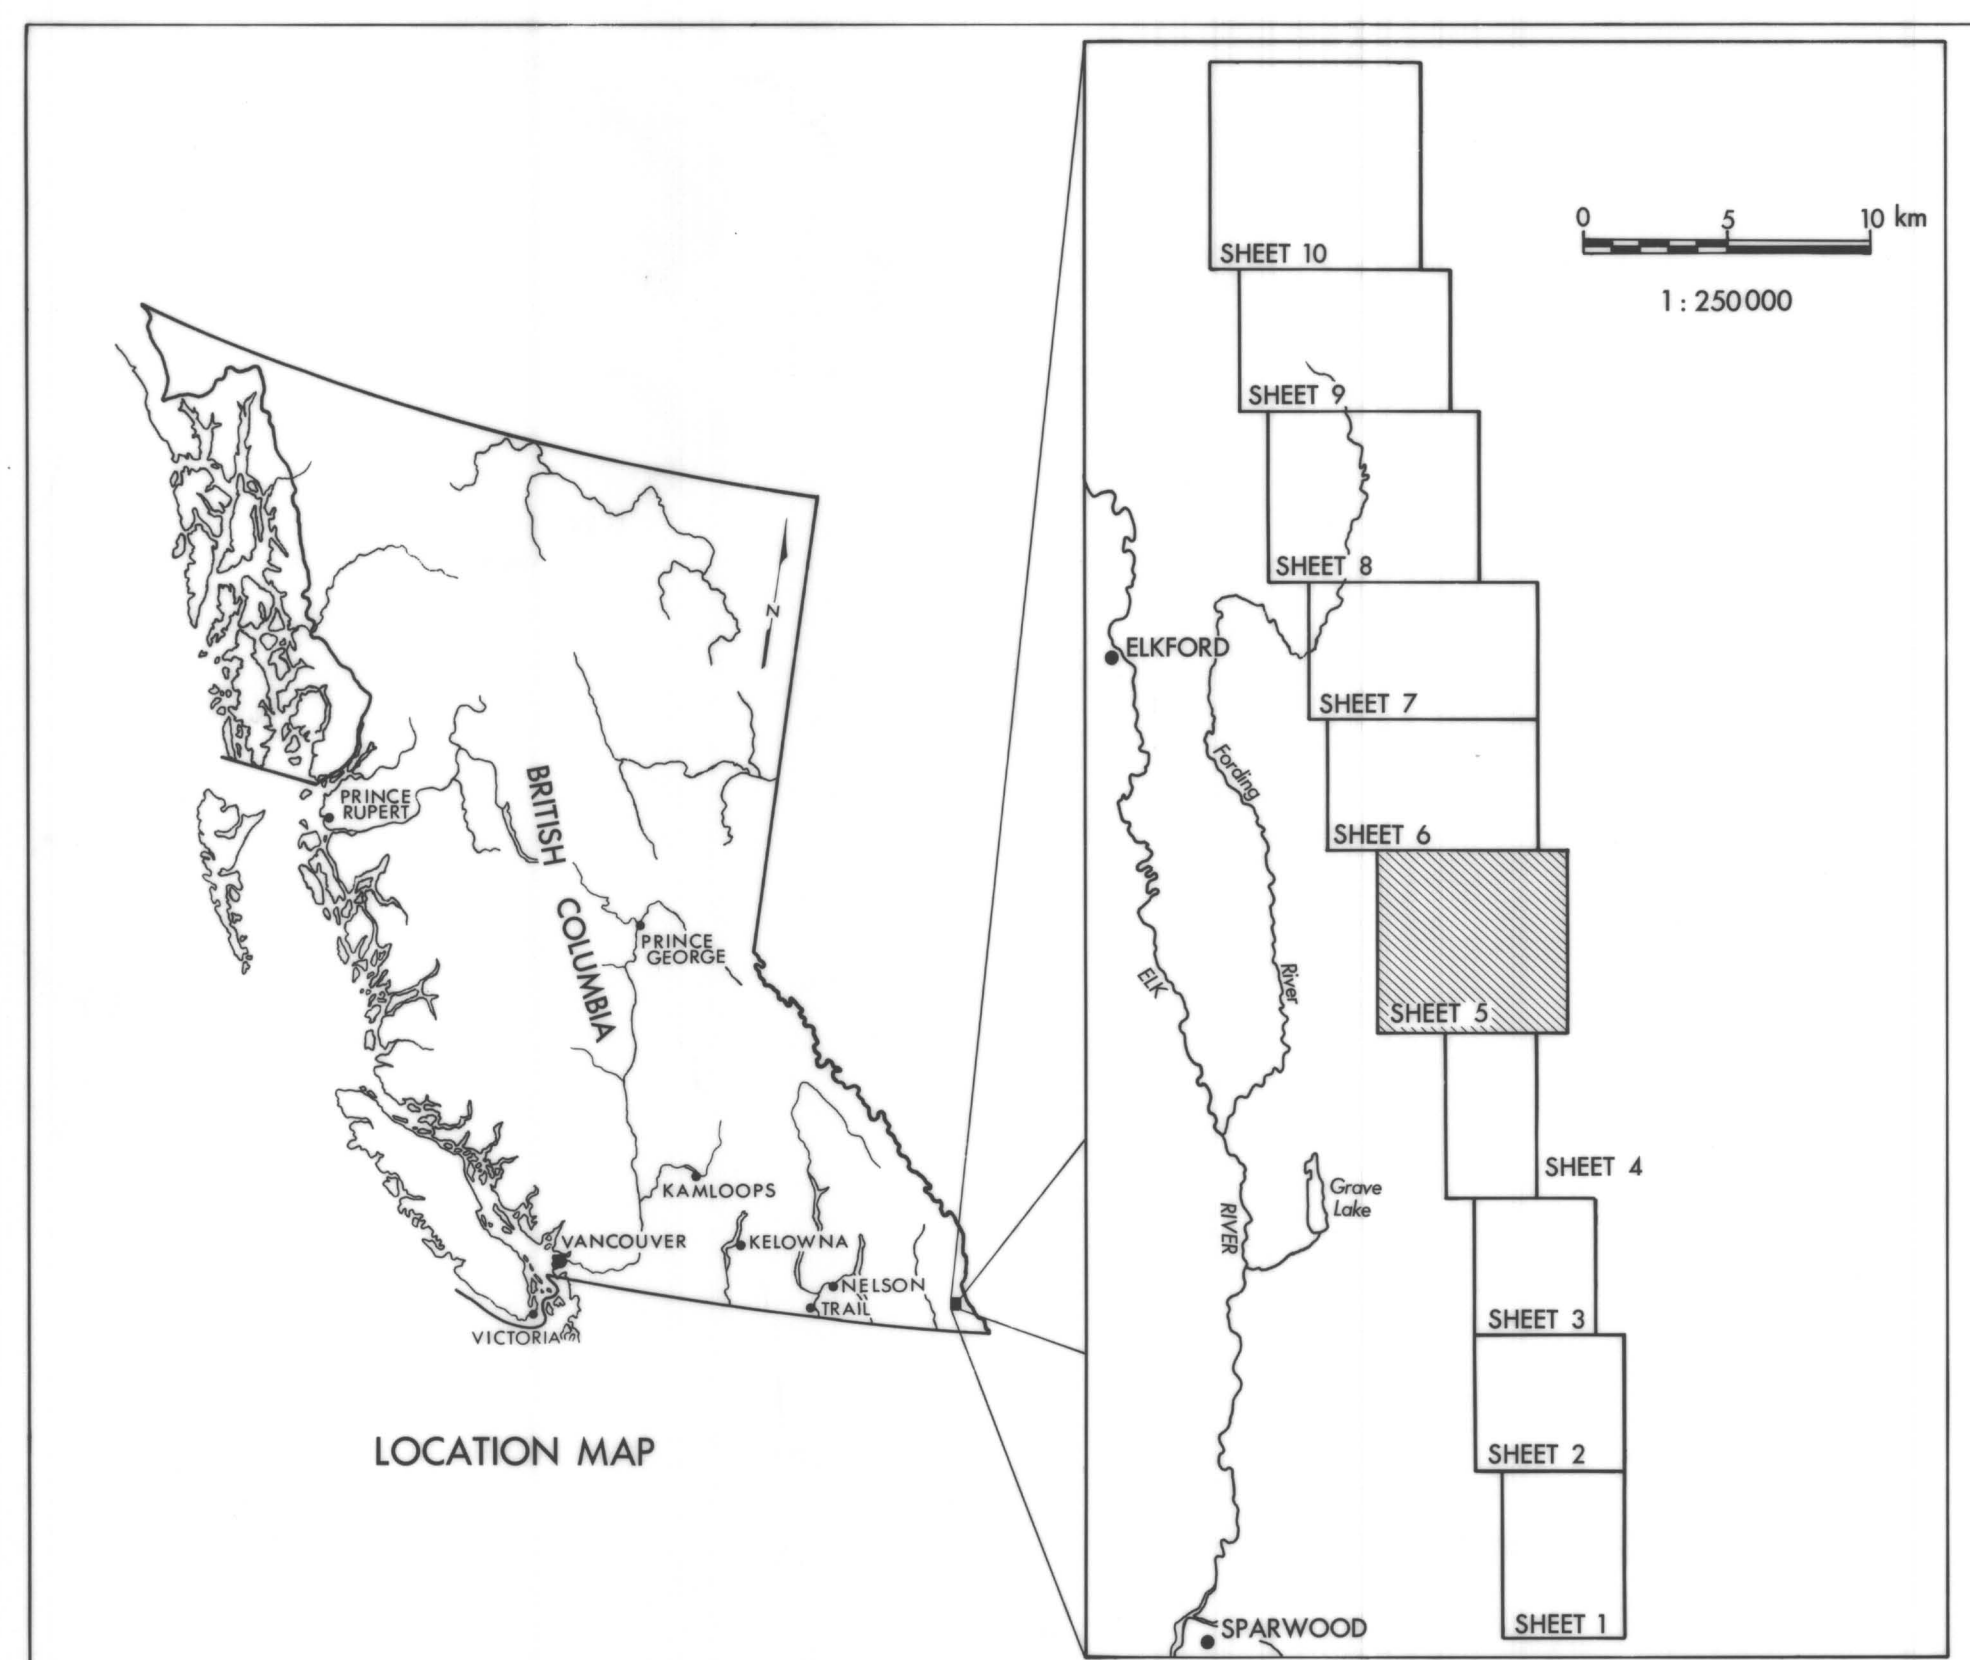 PRINCE
RUPERT
BRITISH
COLUMBIA
PRINCE
GEORGE
N
KAMLOOPS
VANCOUVER
KELOWNA
NELSON
TRAIL
VICTORIA
LOCATION MAP
SHEET 10
0 5 10 km
1 : 250 000
SHEET 9
SHEET 8
ELKFORD
SHEET 7
Fording
SHEET 6
ELK
River
SHEET 5
SHEET 4
Grave
Lake
RIVER
SHEET 3
SHEET 2
SHEET 1
SPARWOOD